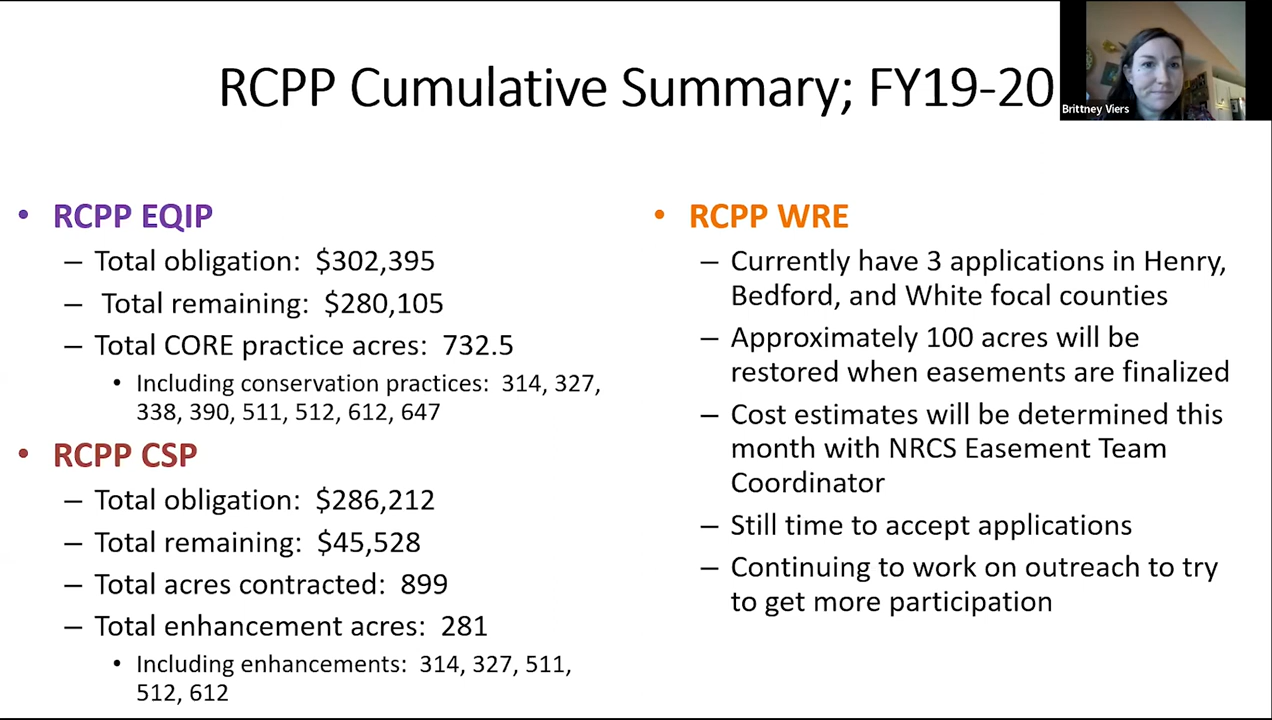 RCPP Cumulative Summary; FY19-20
Brittney Viers
• RCPP EQIP
– Total obligation: $302,395
– Total remaining: $280,105
– Total CORE practice acres: 732.5
• Including conservation practices: 314, 327,
338, 390, 511, 512, 612, 647
• RCPP CSP
– Total obligation: $286,212
– Total remaining: $45,528
– Total acres contracted: 899
– Total enhancement acres: 281
• Including enhancements: 314, 327, 511,
512, 612
• RCPP WRE
– Currently have 3 applications in Henry,
Bedford, and White focal counties
– Approximately 100 acres will be
restored when easements are finalized
– Cost estimates will be determined this
month with NRCS Easement Team
Coordinator
– Still time to accept applications
– Continuing to work on outreach to try
to get more participation